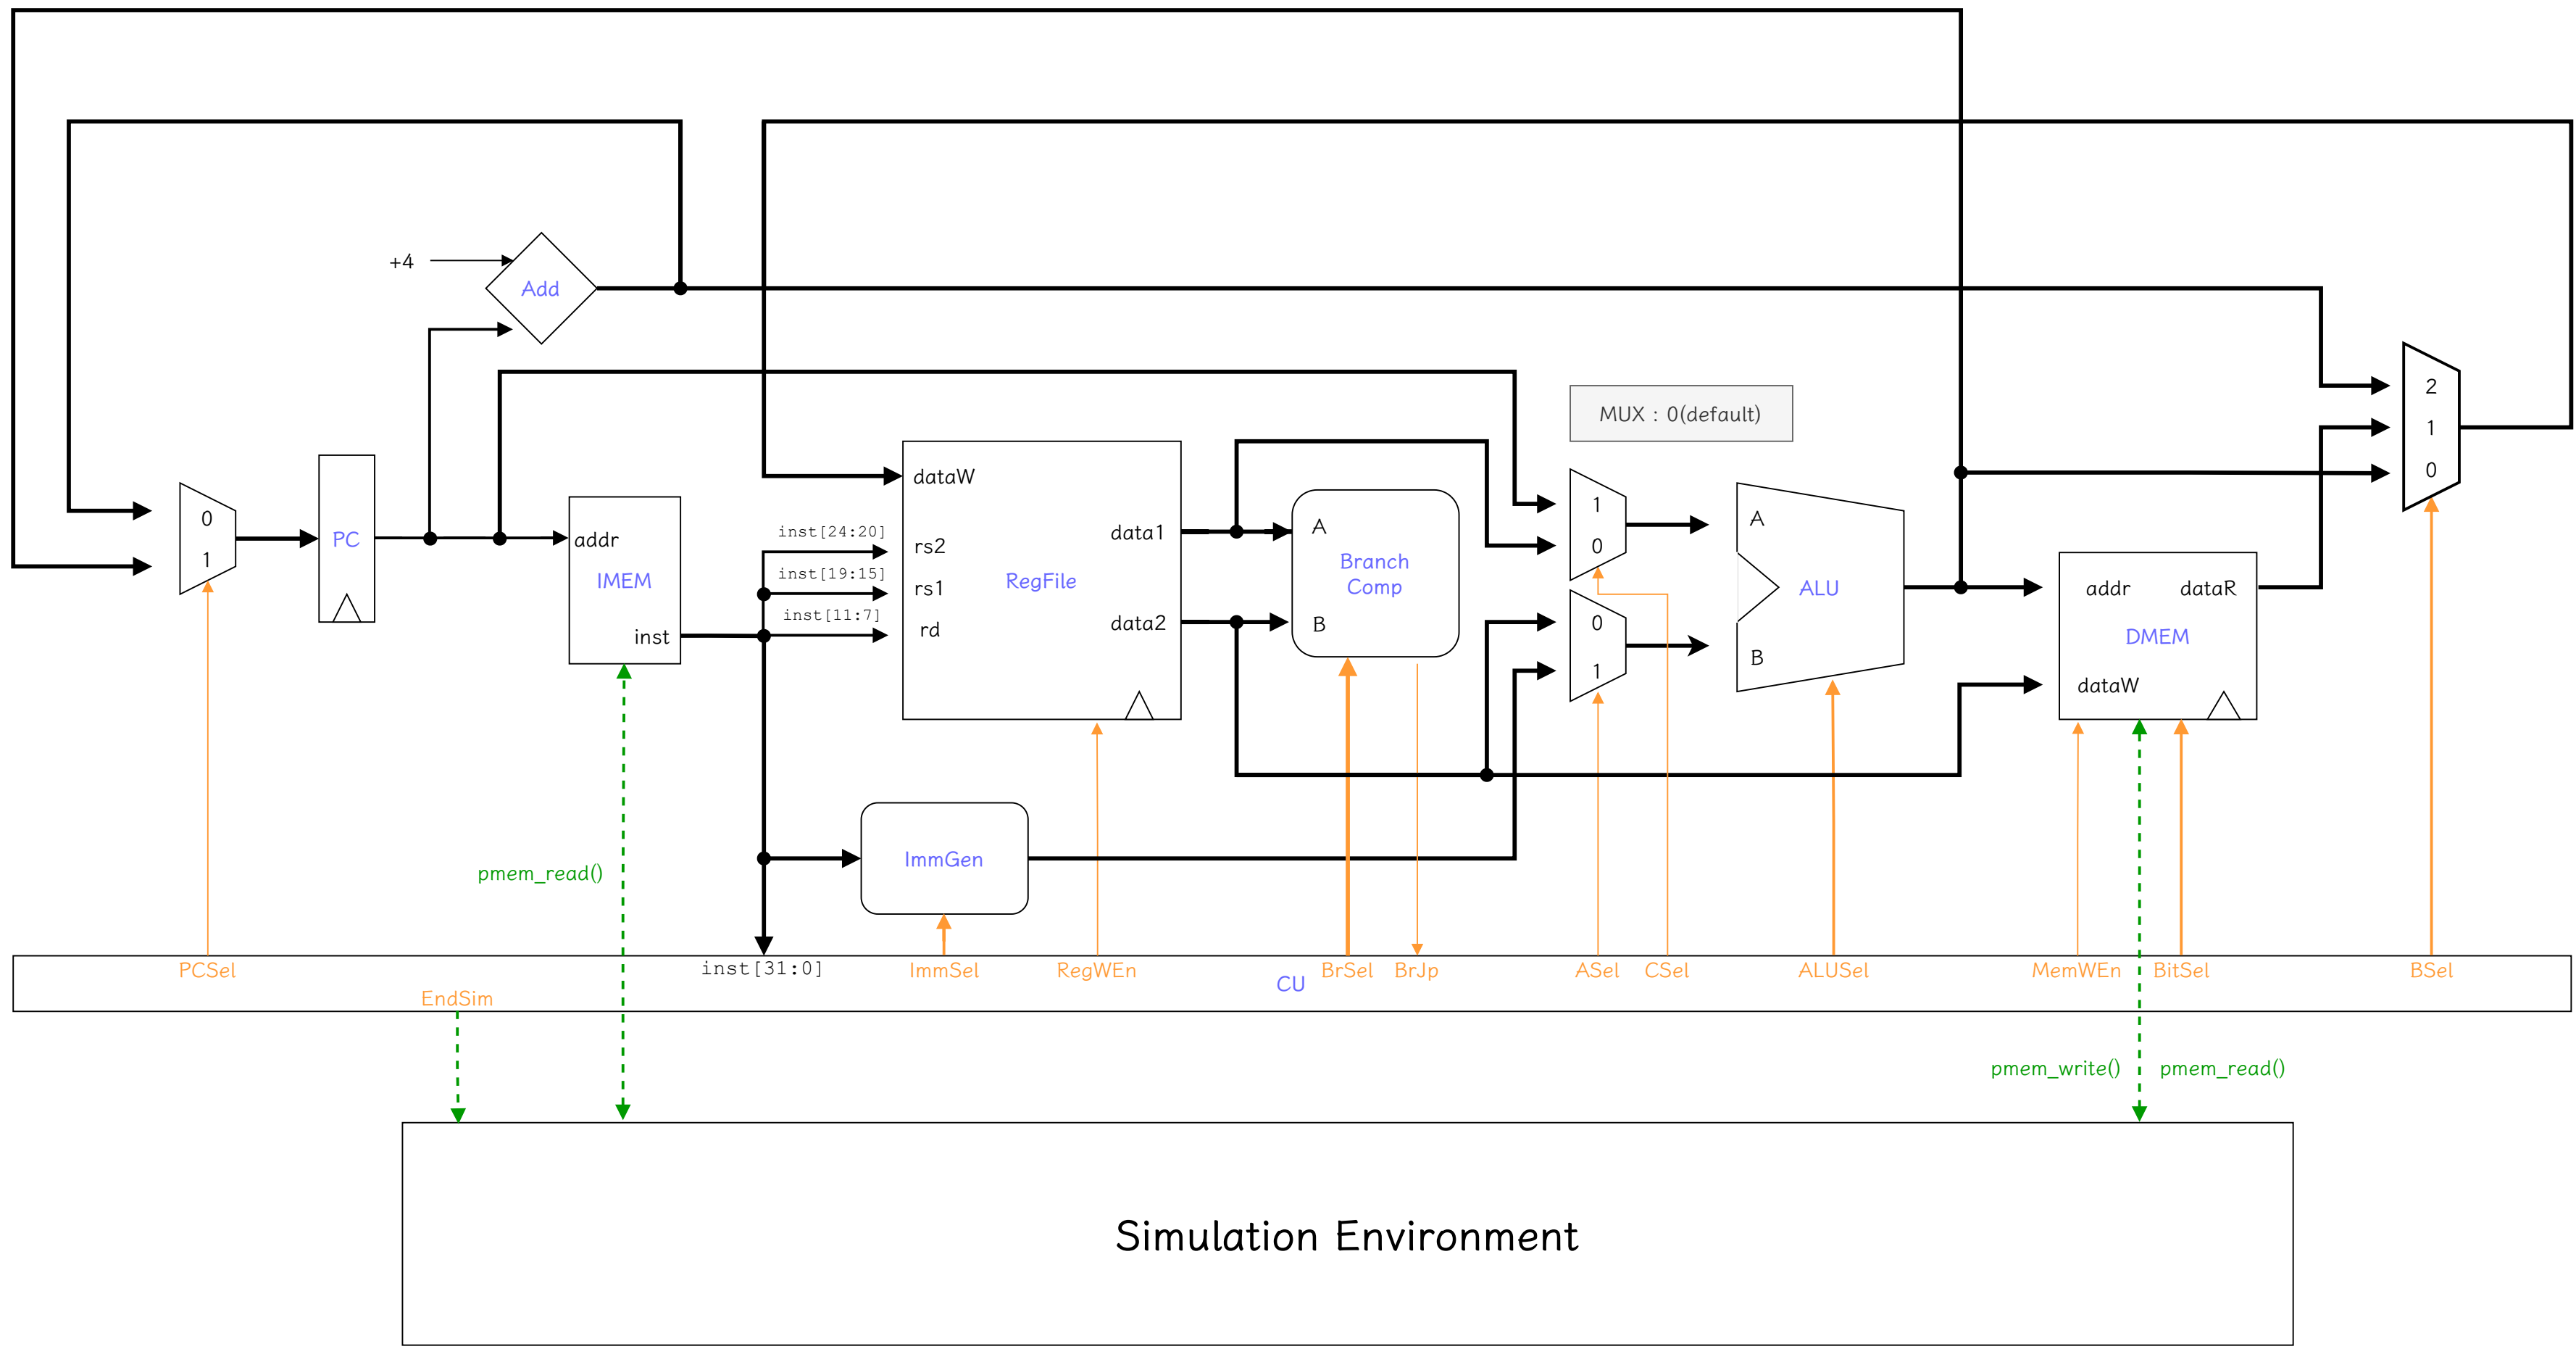 +4
Add
MUX : 0(default)
2
1
0
0
1
PC
addr
IMEM
inst
inst[24:20]
inst[19:15]
inst[11:7]
dataW
rs2
rs1
rd
RegFile
data1
data2
A
Branch
Comp
B
1
0
0
1
A
ALU
B
addr
dataR
DMEM
dataW
ImmGen
pmem_read()
PCSel
EndSim
inst[31:0]
ImmSel
RegWEn
CU
BrSel
BrJp
ASel
CSel
ALUSel
MemWEn
BitSel
BSel
pmem_write()
pmem_read()
Simulation Environment